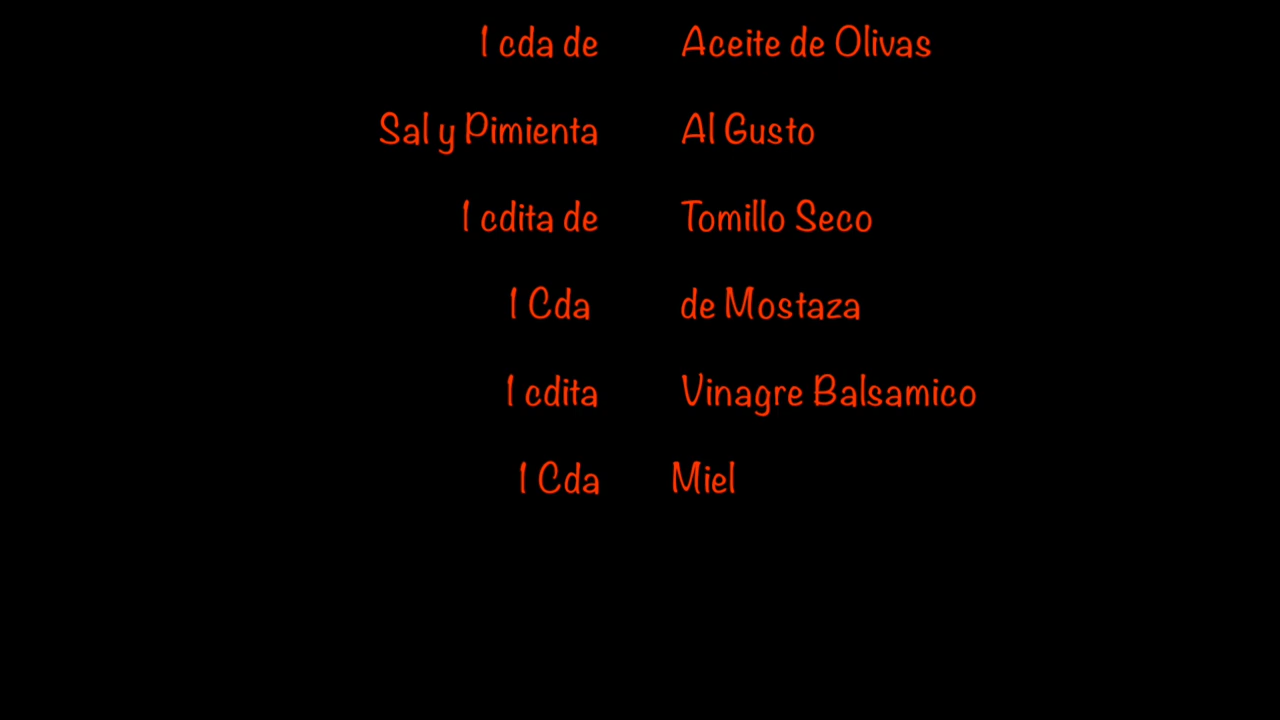 1 cda de Aceite de Olivas
Sal y Pimienta Al Gusto
1 cdita de Tomillo Seco
1 Cda de Mostaza
1 cdita Vinagre Balsamico
1 Cda Miel